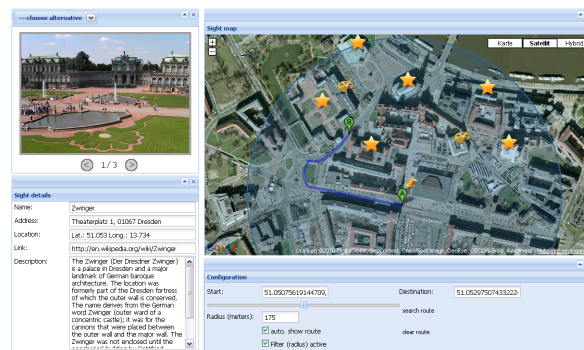 ---choose alternative
1/3
Sight details
Name: Zwinger
Address: Theaterplatz 1, 01067 Dresden
Location: Lat.: 51.053 Long.: 13.734
Link: http://en.wikipedia.org/wiki/Zwinger
Description: The Zwinger (Der Dresdner Zwinger)
is a palace in Dresden and a major
landmark of German baroque
architecture. The location was
formerly part of the Dresden fortress
of which the outer wall is conserved.
The name derives from the German
word Zwinger (outer ward of a
concentric castle); it was for the
cannons that were placed between
the outer wall and the major wall. The
Zwinger was not enclosed until the
Sight map
Karte Satellit Hybrid
B
A
Configuration
Start: 51.05075619144709, Destination: 51.05297507433222
Radius (meters): 175 search route
auto. show route clear route
Filter (radius) active